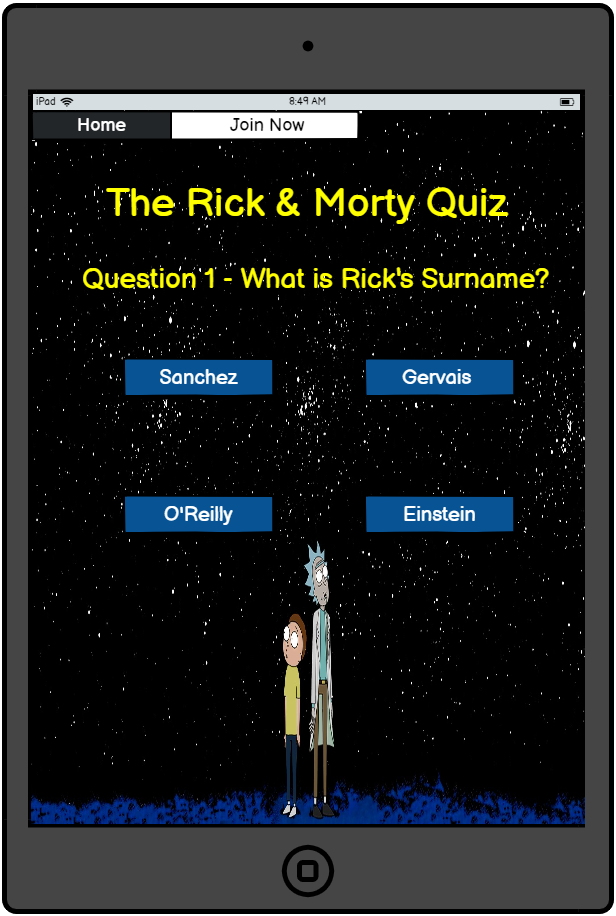 iPad 8:49 AM
Home Join Now
The Rick & Morty Quiz
Question 1 - What is Rick's Surname?
Sanchez Gervais
O'Reilly Einstein